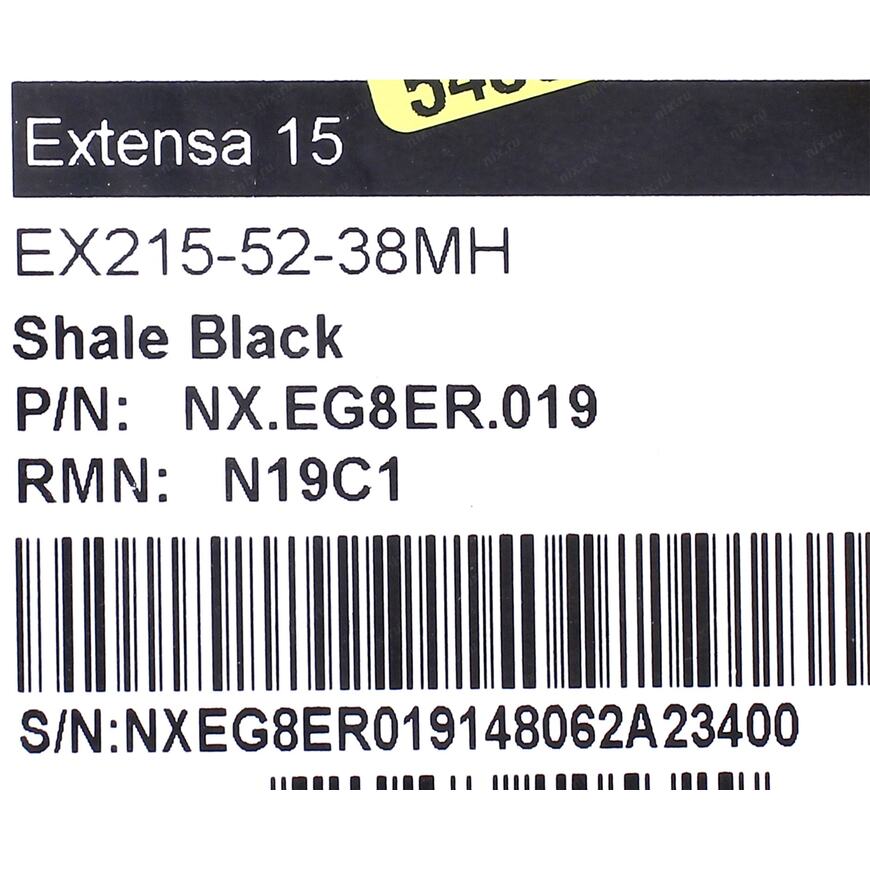 Extensa 15
EX215-52-38MH
Shale Black
P/N: NX.EG8ER.019
RMN: N19C1
S/N:NXEG8ER019148062A23400